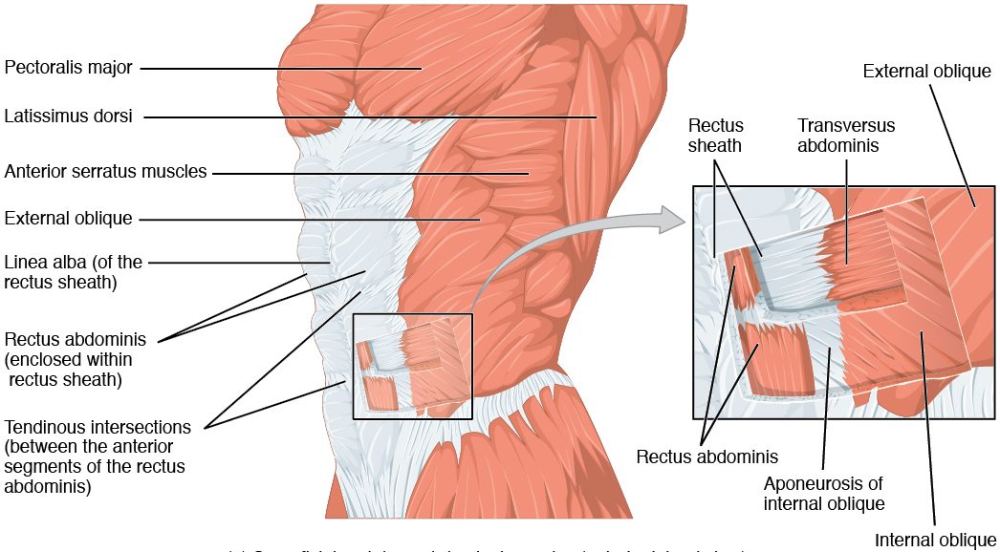 Pectoralis major
Latissimus dorsi
Anterior serratus muscles
External oblique
Linea alba (of the
rectus sheath)
Rectus abdominis
(enclosed within
rectus sheath)
Tendinous intersections
(between the anterior
segments of the rectus
abdominis)
External oblique
Rectus
sheath
Transversus
abdominis
Rectus abdominis
Aponeurosis of
internal oblique
Internal oblique